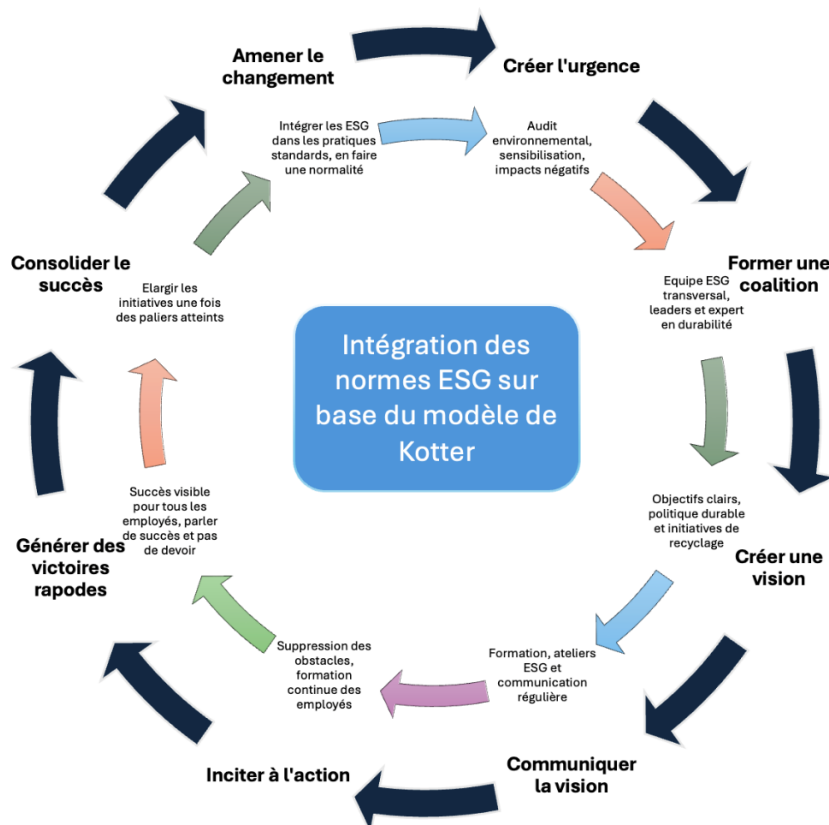 Amener le
changement
Créer l'urgence
Intégrer les ESG
dans les pratiques
standards, en faire
une normalité
Audit
environnemental,
sensibilisation,
impacts négatifs
Former une
coalition
Equipe ESG
transversal,
leaders et expert
en durabilité
Consolider le
succès
Elargir les
initiatives une fois
des paliers atteints
Intégration des
normes ESG sur
base du modèle de
Kotter
Objectifs clairs,
politique durable
et initiatives de
recyclage
Créer une
vision
Succès visible
pour tous les
employés, parler
de succès et pas
de devoir
Générer des
victoires
rapodes
Formation, ateliers
ESG et
communication
régulière
Suppression des
obstacles,
formation
continue des
employés
Communiquer
la vision
Inciter à l'action